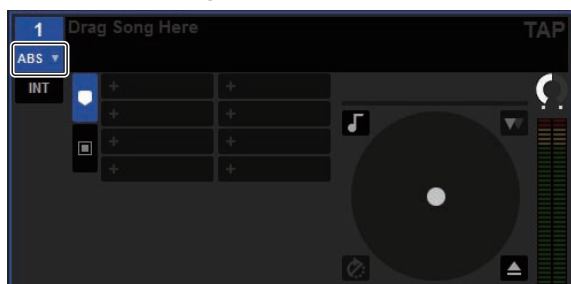 1 Drag Song Here TAP
ABS ▼
INT + +
+ +
+ +
+ +